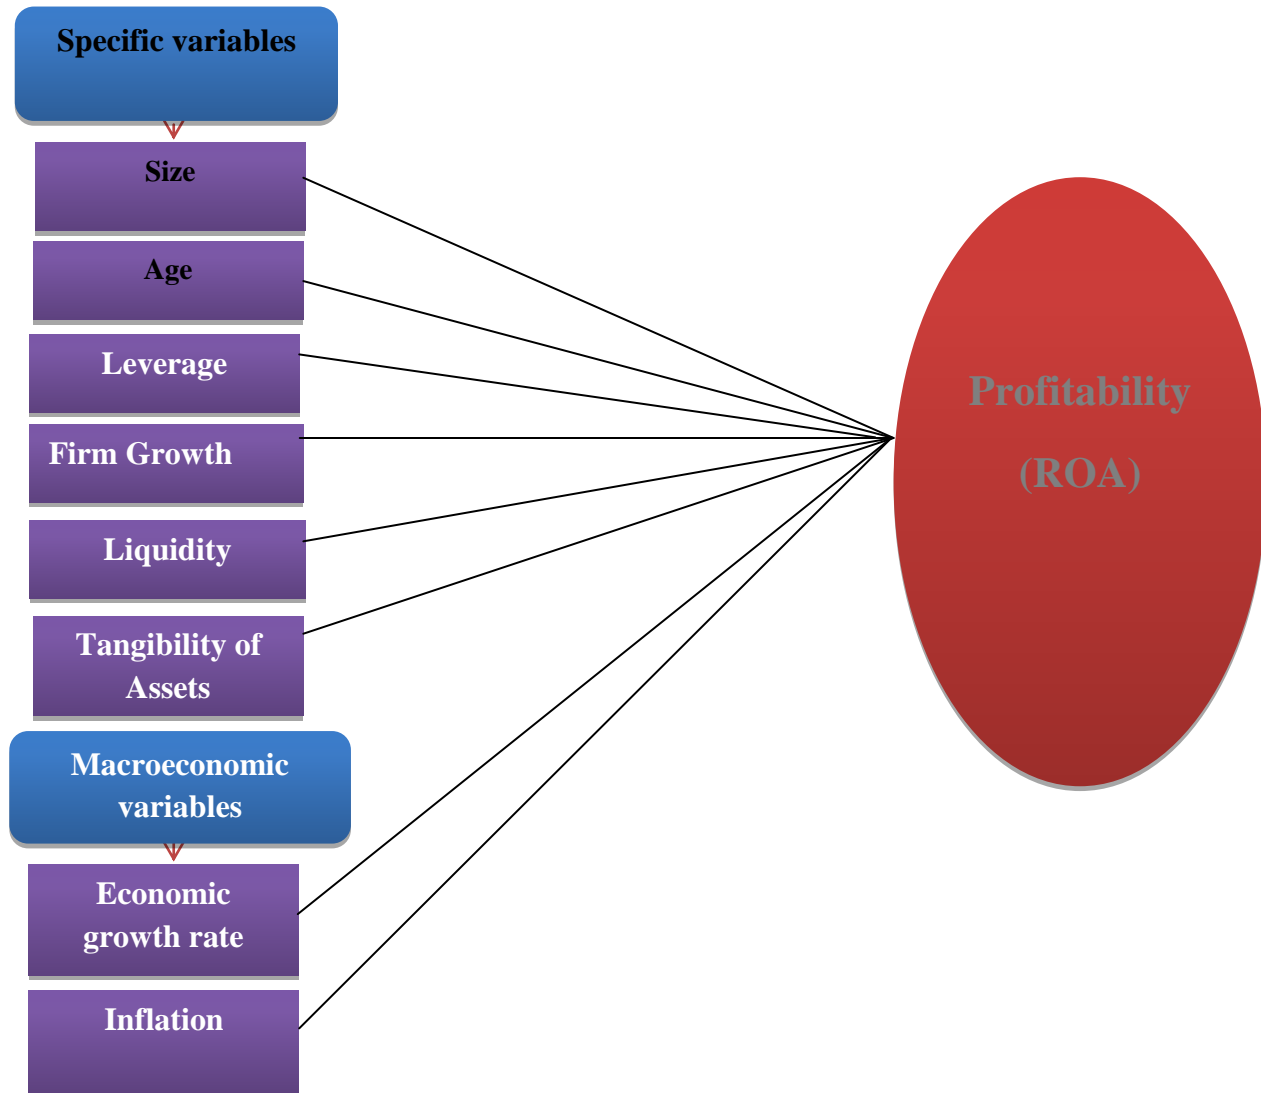 Specific variables
Size
Age
Leverage
Firm Growth
Liquidity
Tangibility of
Assets
Macroeconomic
variables
Economic
growth rate
Inflation
Profitability
(ROA)